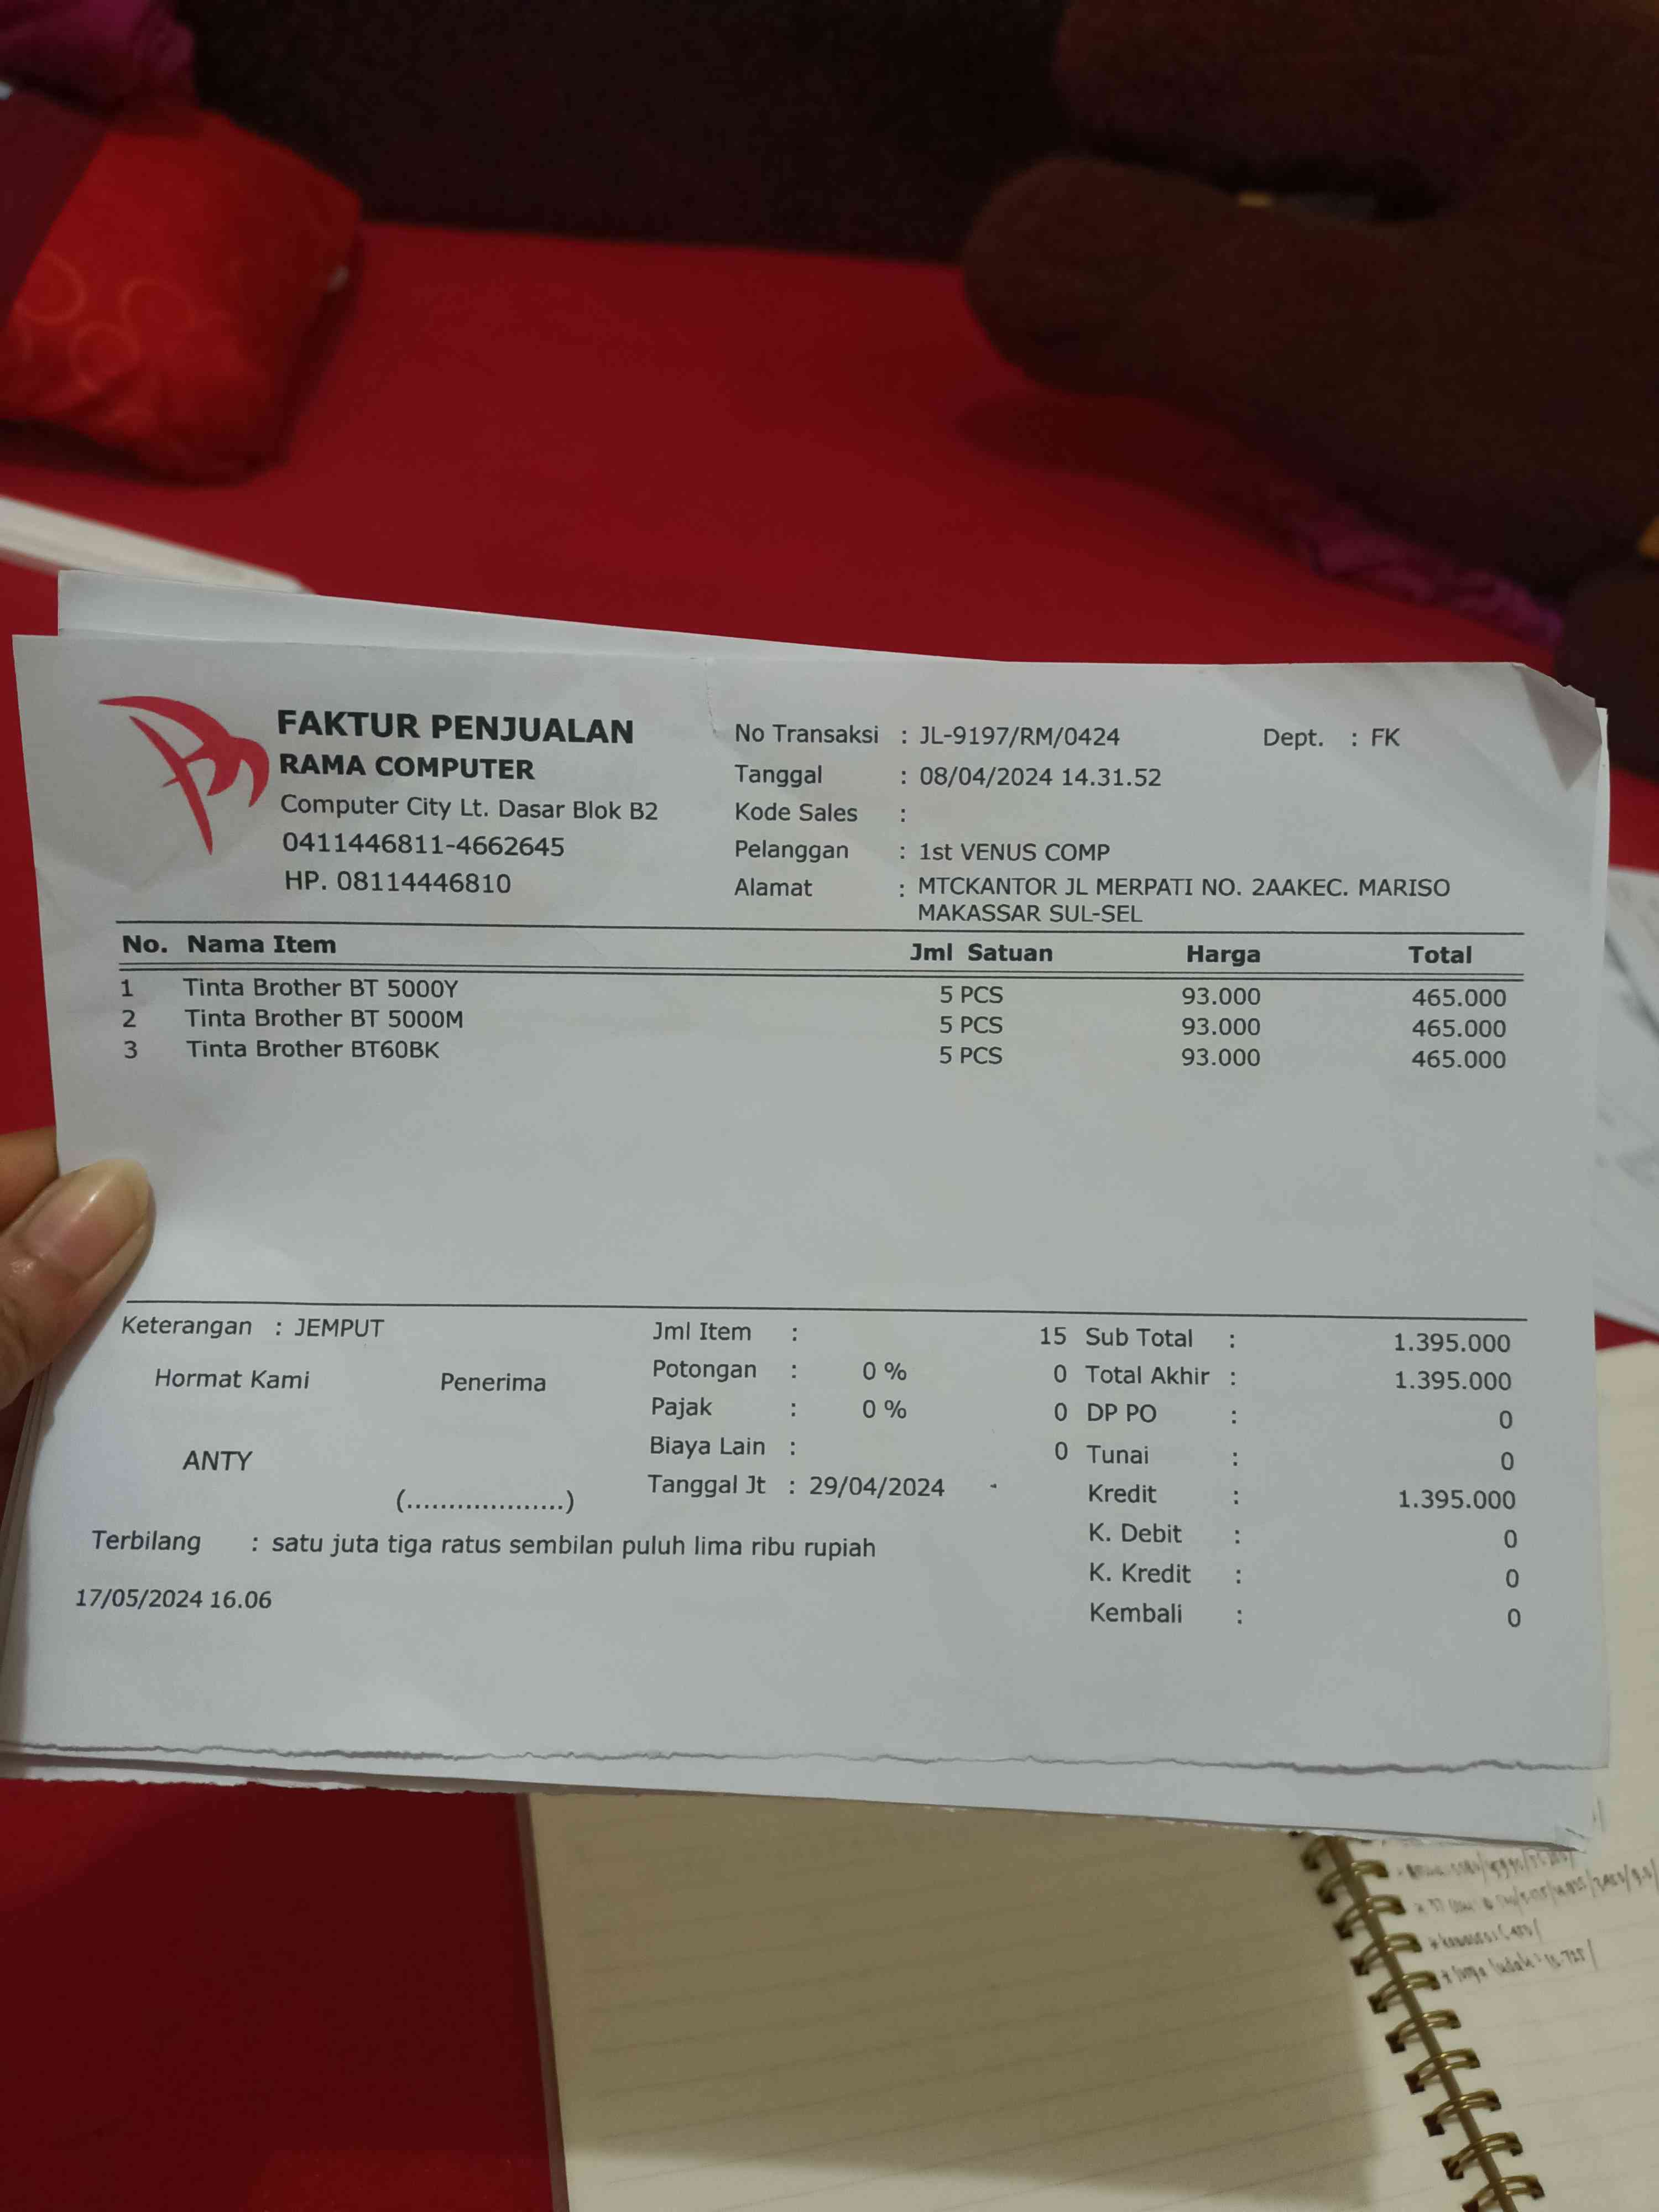 FAKTUR PENJUALAN
RAMA COMPUTER
Computer City Lt. Dasar Blok B2
0411446811-4662645
HP. 08114446810
No Transaksi : JL-9197/RM/0424 Dept. : FK
Tanggal : 08/04/2024 14.31.52
Kode Sales :
Pelanggan : 1st VENUS COMP
Alamat : MTCKANTOR JL MERPATI NO. 2AAKEC. MARISO
MAKASSAR SUL-SEL
No. Nama Item Jml Satuan Harga Total
1 Tinta Brother BT 5000Y 5 PCS 93.000 465.000
2 Tinta Brother BT 5000M 5 PCS 93.000 465.000
3 Tinta Brother BT60BK 5 PCS 93.000 465.000
Keterangan : JEMPUT
Hormat Kami Penerima
ANTY
(...................)
Jml Item : 15
Potongan : 0 % 0
Pajak : 0 % 0
Biaya Lain : 0
Tanggal Jt : 29/04/2024 -
Sub Total : 1.395.000
Total Akhir : 1.395.000
DP PO : 0
Tunai : 0
Kredit : 1.395.000
K. Debit : 0
K. Kredit : 0
Kembali : 0
Terbilang : satu juta tiga ratus sembilan puluh lima ribu rupiah
17/05/2024 16.06